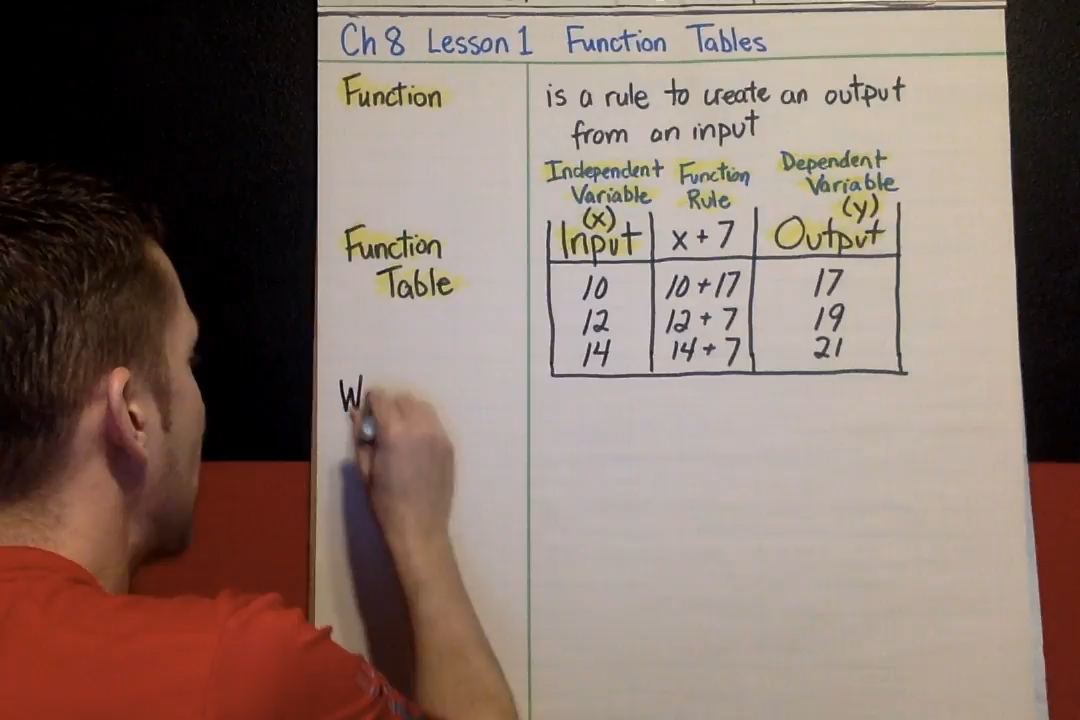 Ch 8 Lesson 1 Function Tables
Function
is a rule to create an output
from an input
Independent Variable (x)
Function Rule
Dependent Variable (y)
Function
Table
Input x + 7 Output
10 10 + 17 17
12 12 + 7 19
14 14 + 7 21
W